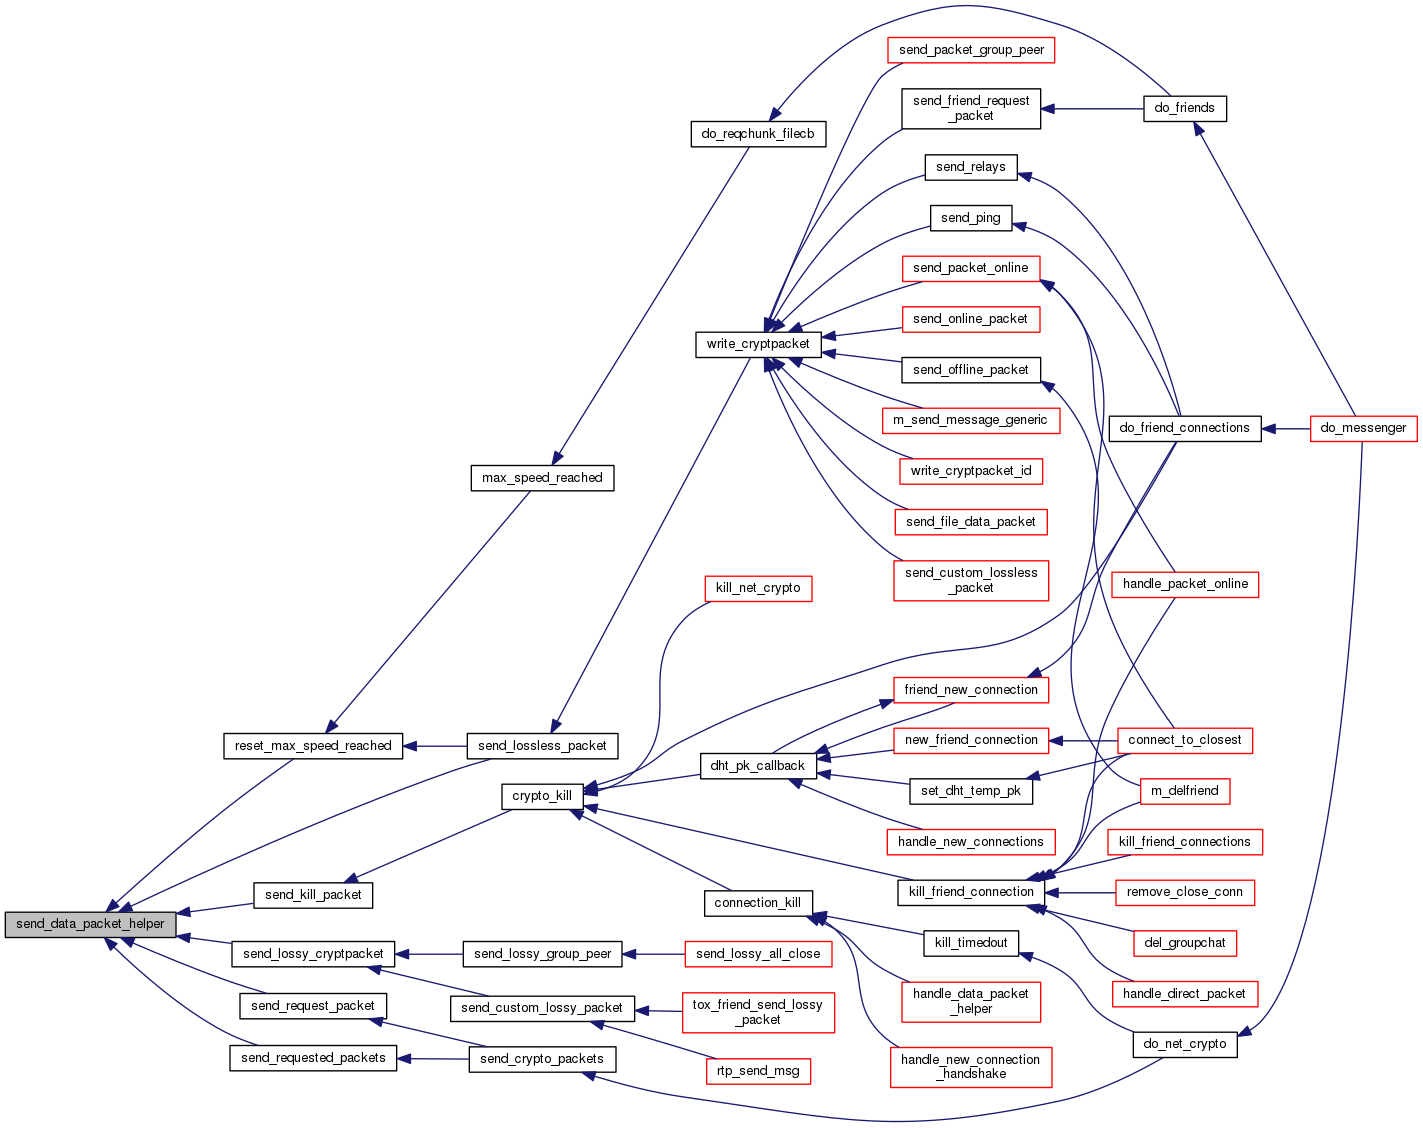 send_data_packet_helper
reset_max_speed_reached
send_kill_packet
send_lossy_cryptpacket
send_request_packet
send_requested_packets
max_speed_reached
send_lossless_packet
crypto_kill
send_lossy_group_peer
send_custom_lossy_packet
send_crypto_packets
do_reqchunk_filecb
write_cryptpacket
kill_net_crypto
dht_pk_callback
connection_kill
send_lossy_all_close
tox_friend_send_lossy
_packet
rtp_send_msg
send_packet_group_peer
send_friend_request
_packet
send_relays
send_ping
send_packet_online
send_online_packet
send_offline_packet
m_send_message_generic
write_cryptpacket_id
send_file_data_packet
send_custom_lossless
_packet
friend_new_connection
new_friend_connection
set_dht_temp_pk
handle_new_connections
kill_friend_connection
kill_timedout
handle_data_packet
_helper
handle_new_connection
_handshake
do_friends
do_friend_connections
handle_packet_online
connect_to_closest
m_delfriend
kill_friend_connections
remove_close_conn
del_groupchat
handle_direct_packet
do_net_crypto
do_messenger